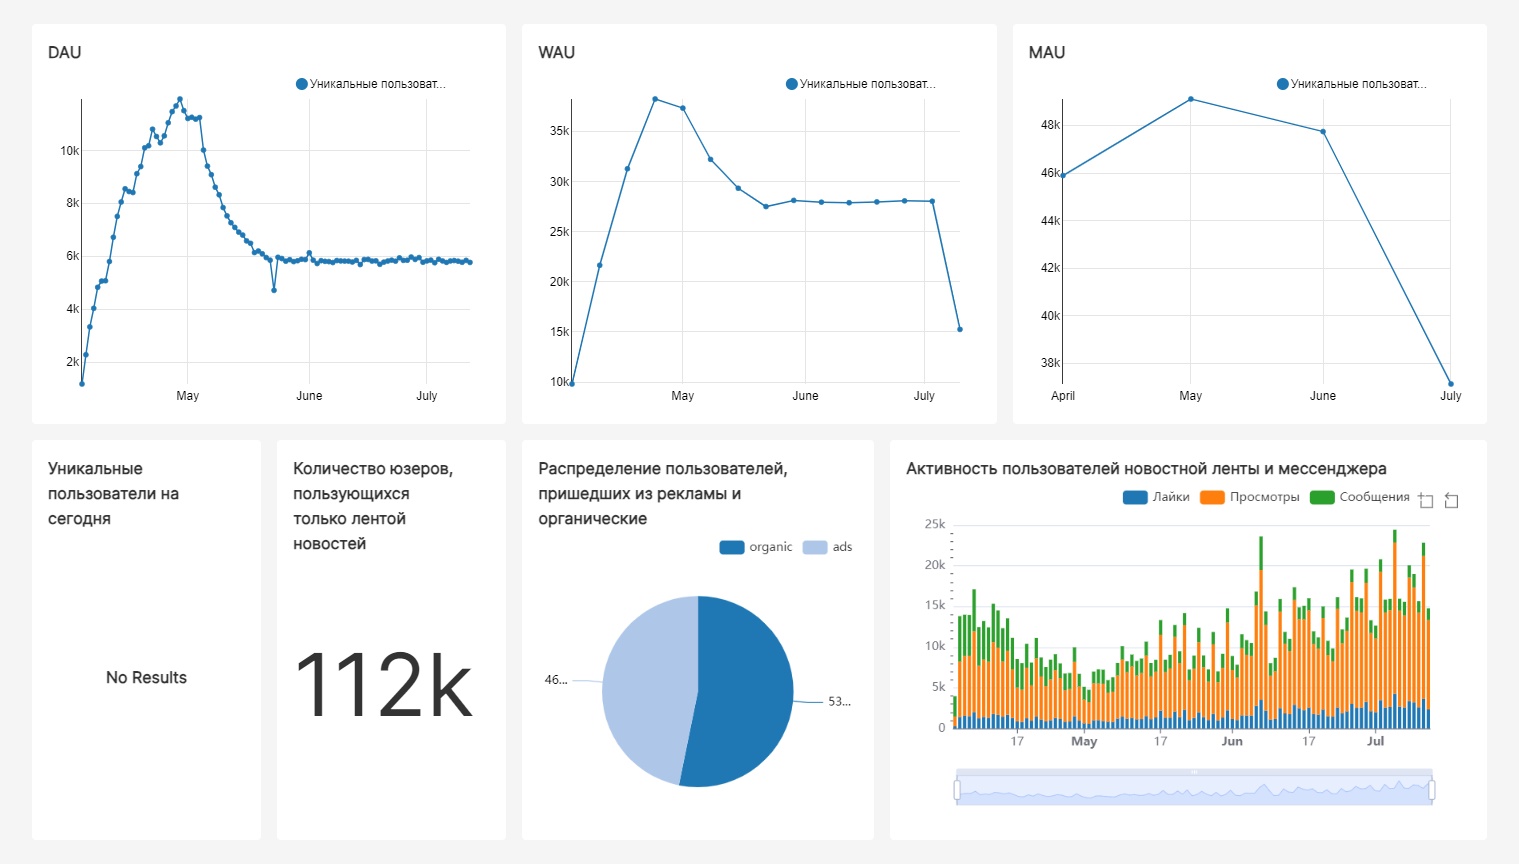 DAU
Уникальные пользоват...
10k
8k
6k
4k
2k
May
June
July
WAU
Уникальные пользоват...
35k
30k
25k
20k
15k
10k
May
June
July
MAU
Уникальные пользоват...
48k
46k
44k
42k
40k
38k
April
May
June
July
Уникальные
пользователи на
сегодня
No Results
Количество юзеров,
пользующихся
только лентой
новостей
112k
Распределение пользователей,
пришедших из рекламы и
органические
organic
ads
46...
53...
Активность пользователей новостной ленты и мессенджера
Лайки
Просмотры
Сообщения
25k
20k
15k
10k
5k
0
17
May
17
Jun
17
Jul